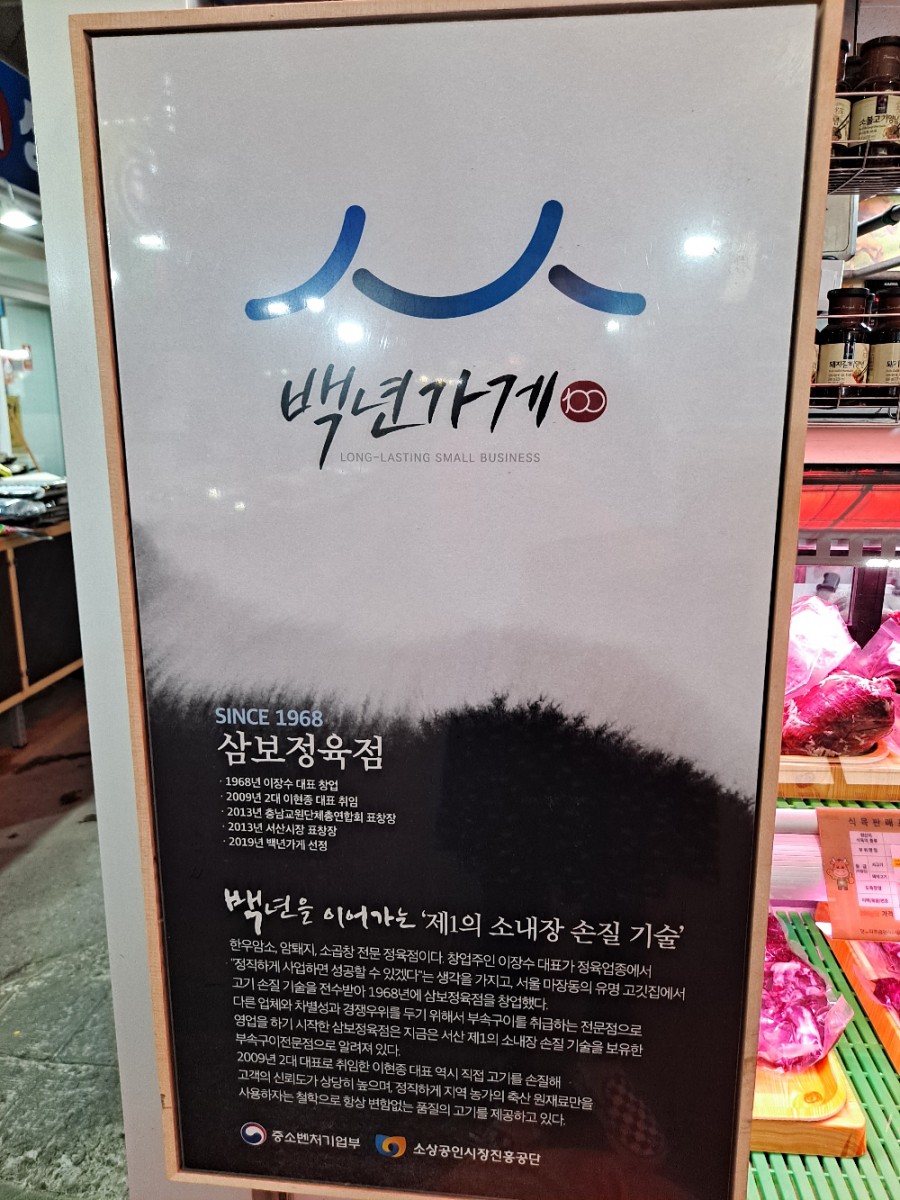 백년가게 100
LONG-LASTING SMALL BUSINESS
SINCE 1968
삼보정육점
· 1968년 이장수 대표 창업
· 2009년 2대 이현종 대표 취임
· 2013년 충남교원단체총연합회 표창장
· 2013년 서산시장 표창장
· 2019년 백년가게 선정
백년을 이어가는 '제1의 소내장 손질 기술'
한우암소, 암퇘지, 소곱창 전문 정육점이다. 창업주인 이장수 대표가 정육업종에서
"정직하게 사업하면 성공할 수 있겠다"는 생각을 가지고, 서울 마장동의 유명 고깃집에서
고기 손질 기술을 전수받아 1968년에 삼보정육점을 창업했다.
다른 업체와 차별성과 경쟁우위를 두기 위해서 부속구이를 취급하는 전문점으로
영업을 하기 시작한 삼보정육점은 지금은 서산 제1의 소내장 손질 기술을 보유한
부속구이전문점으로 알려져 있다.
2009년 2대 대표로 취임한 이현종 대표 역시 직접 고기를 손질해
고객의 신뢰도가 상당히 높으며, 정직하게 지역 농가의 축산 원재료만을
사용하자는 철학으로 항상 변함없는 품질의 고기를 제공하고 있다.
중소벤처기업부 소상공인시장진흥공단
소불고기양념
돼지갈비양념
식육판매